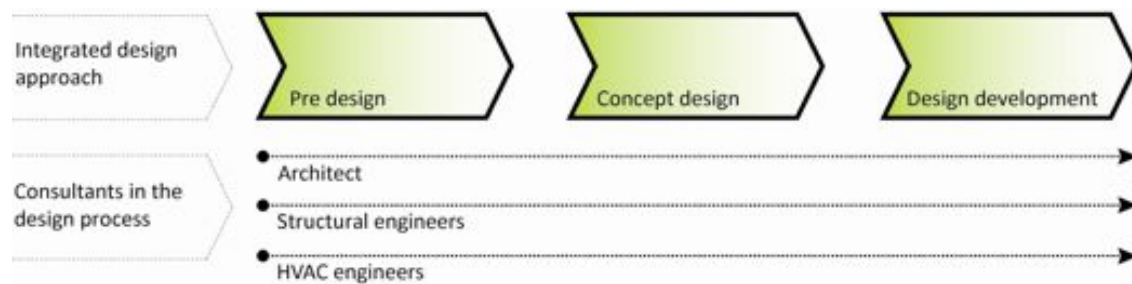 Integrated design
approach
Pre design
Concept design
Design development
Consultants in the
design process
Architect
Structural engineers
HVAC engineers